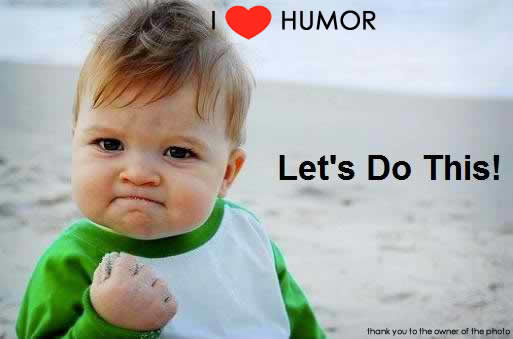 I ❤ HUMOR
Let's Do This!
thank you to the owner of the photo